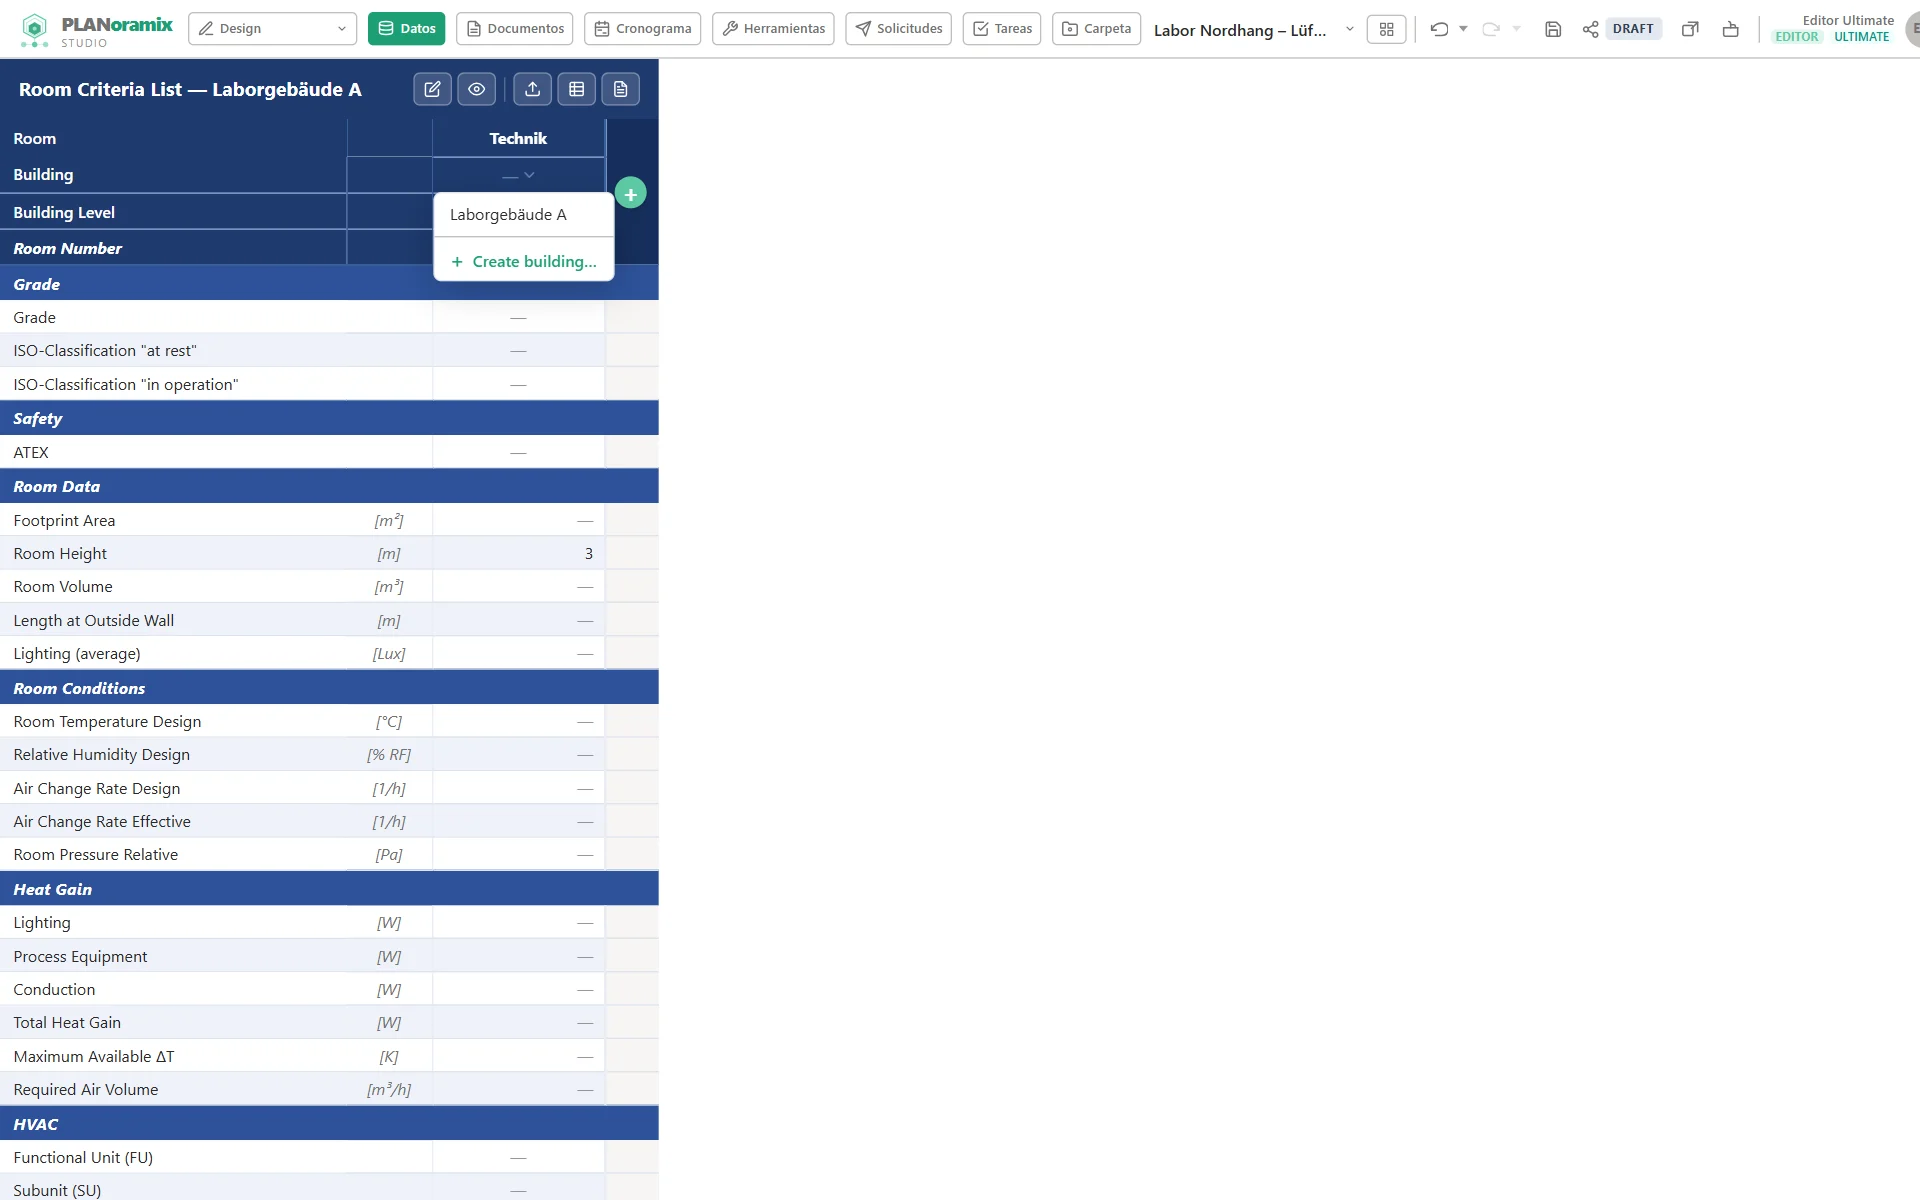 PLANoramix
STUDIO
Design
Datos
Documentos
Cronograma
Herramientas
Solicitudes
Tareas
Carpeta
Labor Nordhang – Lüf...
DRAFT
Editor Ultimate
EDITOR ULTIMATE
Room Criteria List — Laborgebäude A
Room
Technik
Building
—
Laborgebäude A
Building Level
Room Number
+ Create building...
Grade
Grade —
ISO-Classification "at rest" —
ISO-Classification "in operation" —
Safety
ATEX —
Room Data
Footprint Area [m²] —
Room Height [m] 3
Room Volume [m³] —
Length at Outside Wall [m] —
Lighting (average) [Lux] —
Room Conditions
Room Temperature Design [°C] —
Relative Humidity Design [% RF] —
Air Change Rate Design [1/h] —
Air Change Rate Effective [1/h] —
Room Pressure Relative [Pa] —
Heat Gain
Lighting [W] —
Process Equipment [W] —
Conduction [W] —
Total Heat Gain [W] —
Maximum Available ΔT [K] —
Required Air Volume [m³/h] —
HVAC
Functional Unit (FU) —
Subunit (SU) —